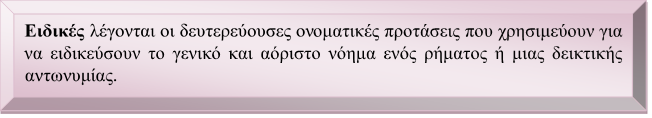 Ειδικές λέγονται οι δευτερεύουσες ονοματικές προτάσεις που χρησιμεύουν για
να ειδικεύσουν το γενικό και αόριστο νόημα ενός ρήματος ή μιας δεικτικής
αντωνυμίας.